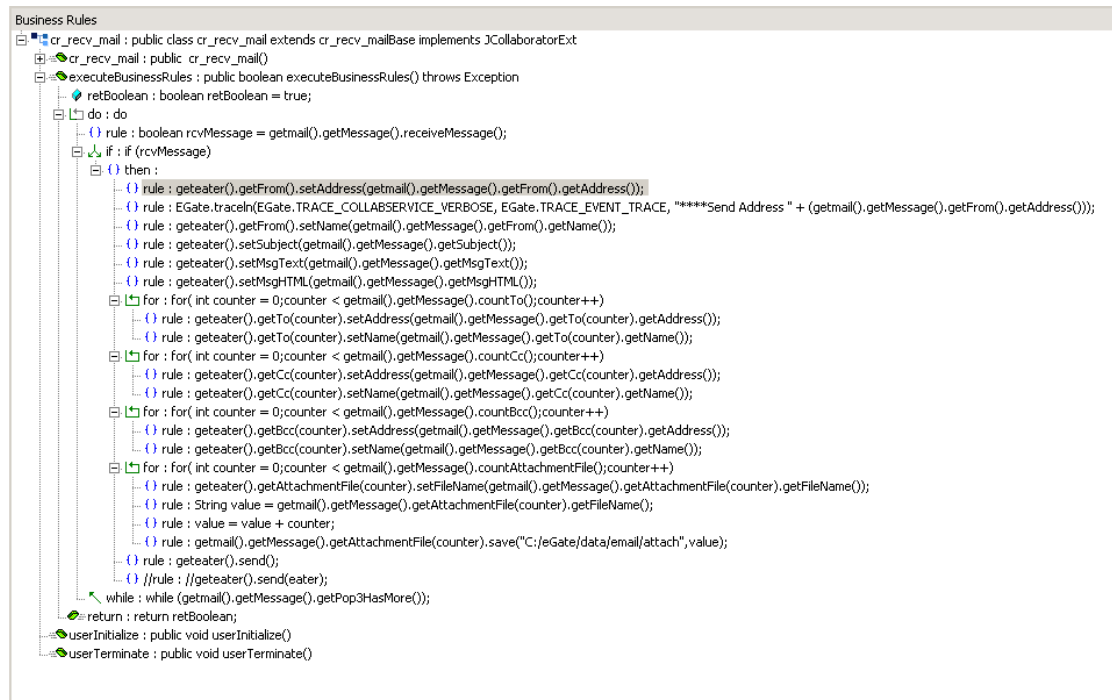 Business Rules
cr_recv_mail : public class cr_recv_mail extends cr_recv_mailBase implements JCollaboratorExt
cr_recv_mail : public  cr_recv_mail()
executeBusinessRules : public boolean executeBusinessRules() throws Exception
retBoolean : boolean retBoolean = true;
do : do
{} rule : boolean rcvMessage = getmail().getMessage().receiveMessage();
if : if (rcvMessage)
{} then :
{} rule : geteater().getFrom().setAddress(getmail().getMessage().getFrom().getAddress());
{} rule : EGate.traceln(EGate.TRACE_COLLABSERVICE_VERBOSE, EGate.TRACE_EVENT_TRACE, "****Send Address " + (getmail().getMessage().getFrom().getAddress()));
{} rule : geteater().getFrom().setName(getmail().getMessage().getFrom().getName());
{} rule : geteater().setSubject(getmail().getMessage().getSubject());
{} rule : geteater().setMsgText(getmail().getMessage().getMsgText());
{} rule : geteater().setMsgHTML(getmail().getMessage().getMsgHTML());
for : for( int counter = 0;counter < getmail().getMessage().countTo();counter++)
{} rule : geteater().getTo(counter).setAddress(getmail().getMessage().getTo(counter).getAddress());
{} rule : geteater().getTo(counter).setName(getmail().getMessage().getTo(counter).getName());
for : for( int counter = 0;counter < getmail().getMessage().countCc();counter++)
{} rule : geteater().getCc(counter).setAddress(getmail().getMessage().getCc(counter).getAddress());
{} rule : geteater().getCc(counter).setName(getmail().getMessage().getCc(counter).getName());
for : for( int counter = 0;counter < getmail().getMessage().countBcc();counter++)
{} rule : geteater().getBcc(counter).setAddress(getmail().getMessage().getBcc(counter).getAddress());
{} rule : geteater().getBcc(counter).setName(getmail().getMessage().getBcc(counter).getName());
for : for( int counter = 0;counter < getmail().getMessage().countAttachmentFile();counter++)
{} rule : geteater().getAttachmentFile(counter).setFileName(getmail().getMessage().getAttachmentFile(counter).getFileName());
{} rule : String value = getmail().getMessage().getAttachmentFile(counter).getFileName();
{} rule : value = value + counter;
{} rule : getmail().getMessage().getAttachmentFile(counter).save("C:/eGate/data/email/attach",value);
{} rule : geteater().send();
{} //rule : //geteater().send(eater);
while : while (getmail().getMessage().getPop3HasMore());
return : return retBoolean;
userInitialize : public void userInitialize()
userTerminate : public void userTerminate()